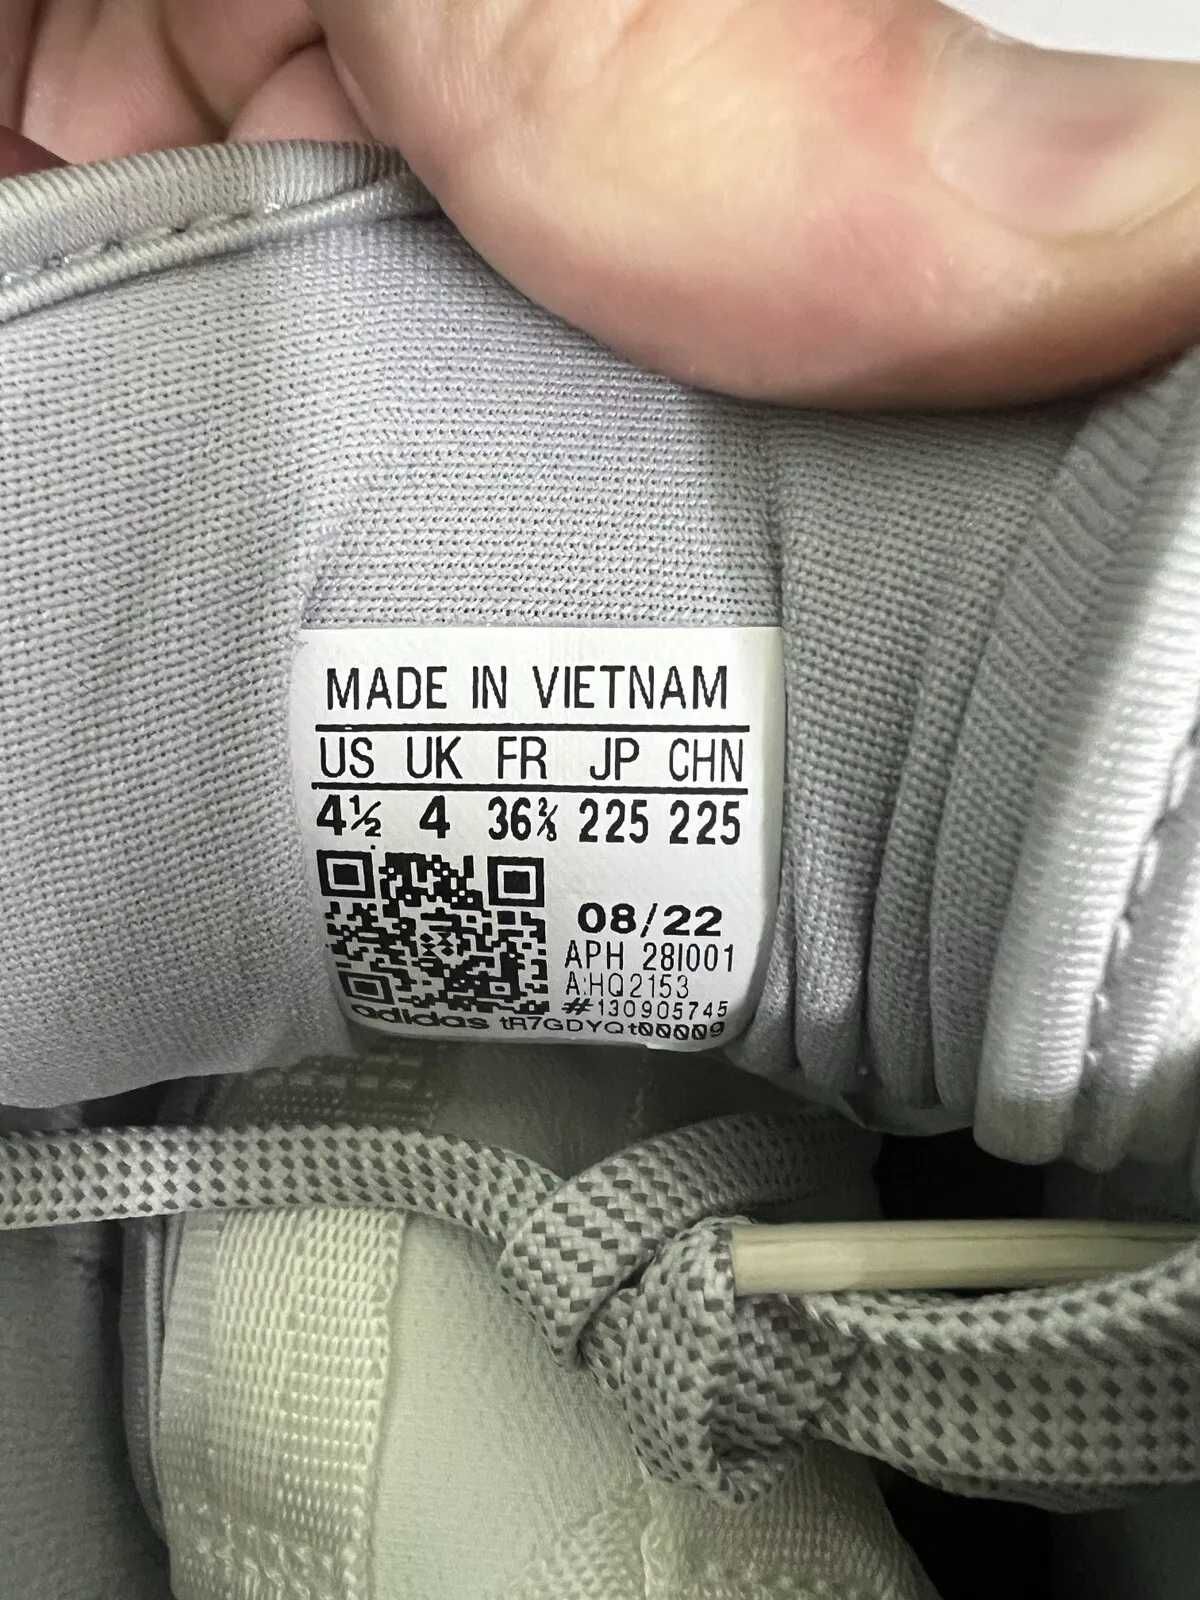 MADE IN VIETNAM
US UK FR JP CHN
4½ 4 36⅔ 225 225
08/22
APH 28I001
A:HQ2153
#130905745
adidas tR7GDYQt00009